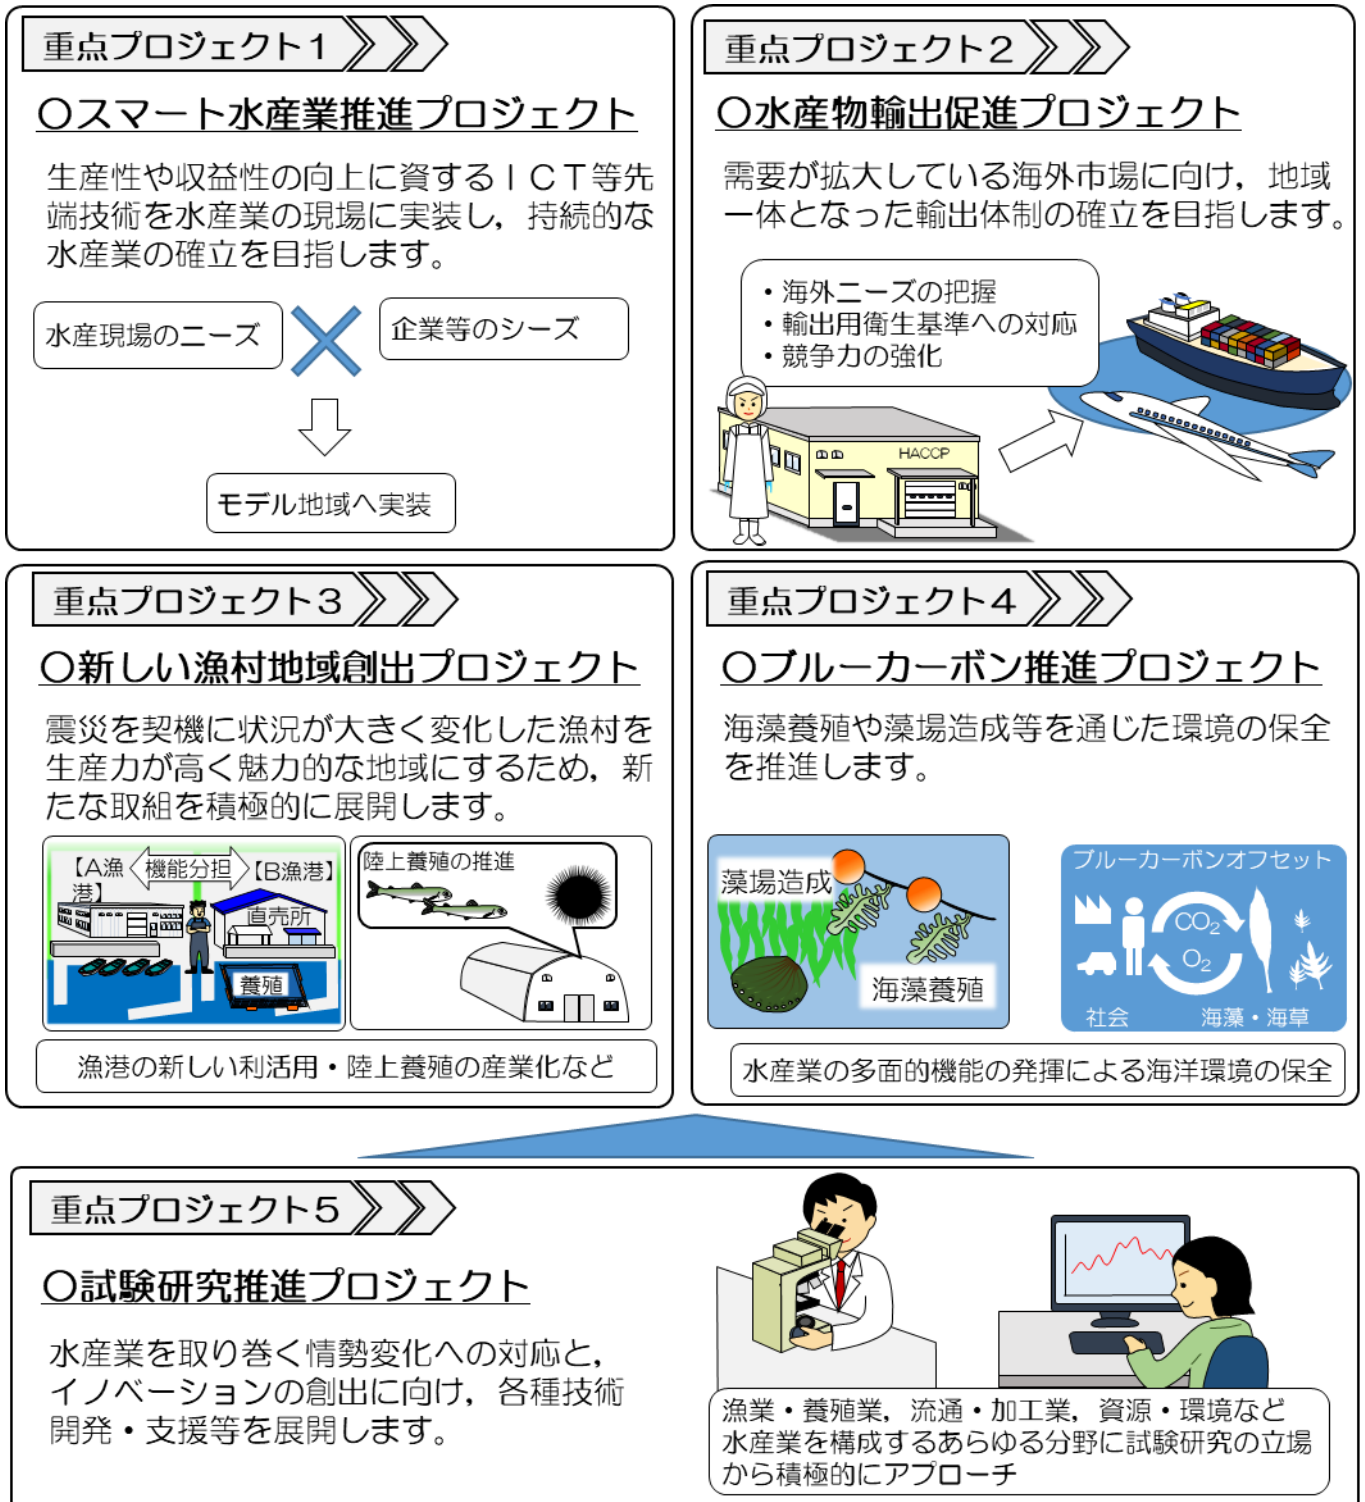 重点プロジェクト１
〇スマート水産業推進プロジェクト
生産性や収益性の向上に資するＩＣＴ等先
端技術を水産業の現場に実装し，持続的な
水産業の確立を目指します。
水産現場のニーズ
企業等のシーズ
モデル地域へ実装
重点プロジェクト２
〇水産物輸出促進プロジェクト
需要が拡大している海外市場に向け，地域
一体となった輸出体制の確立を目指します。
・海外ニーズの把握
・輸出用衛生基準への対応
・競争力の強化
HACCP
重点プロジェクト３
〇新しい漁村地域創出プロジェクト
震災を契機に状況が大きく変化した漁村を
生産力が高く魅力的な地域にするため，新
たな取組を積極的に展開します。
【A漁
港】
機能分担
【B漁港】
直売所
養殖
陸上養殖の推進
漁港の新しい利活用・陸上養殖の産業化など
重点プロジェクト４
〇ブルーカーボン推進プロジェクト
海藻養殖や藻場造成等を通じた環境の保全
を推進します。
藻場造成
海藻養殖
ブルーカーボンオフセット
CO₂
O₂
社会
海藻・海草
水産業の多面的機能の発揮による海洋環境の保全
重点プロジェクト５
〇試験研究推進プロジェクト
水産業を取り巻く情勢変化への対応と，
イノベーションの創出に向け，各種技術
開発・支援等を展開します。
漁業・養殖業，流通・加工業，資源・環境など
水産業を構成するあらゆる分野に試験研究の立場
から積極的にアプローチ